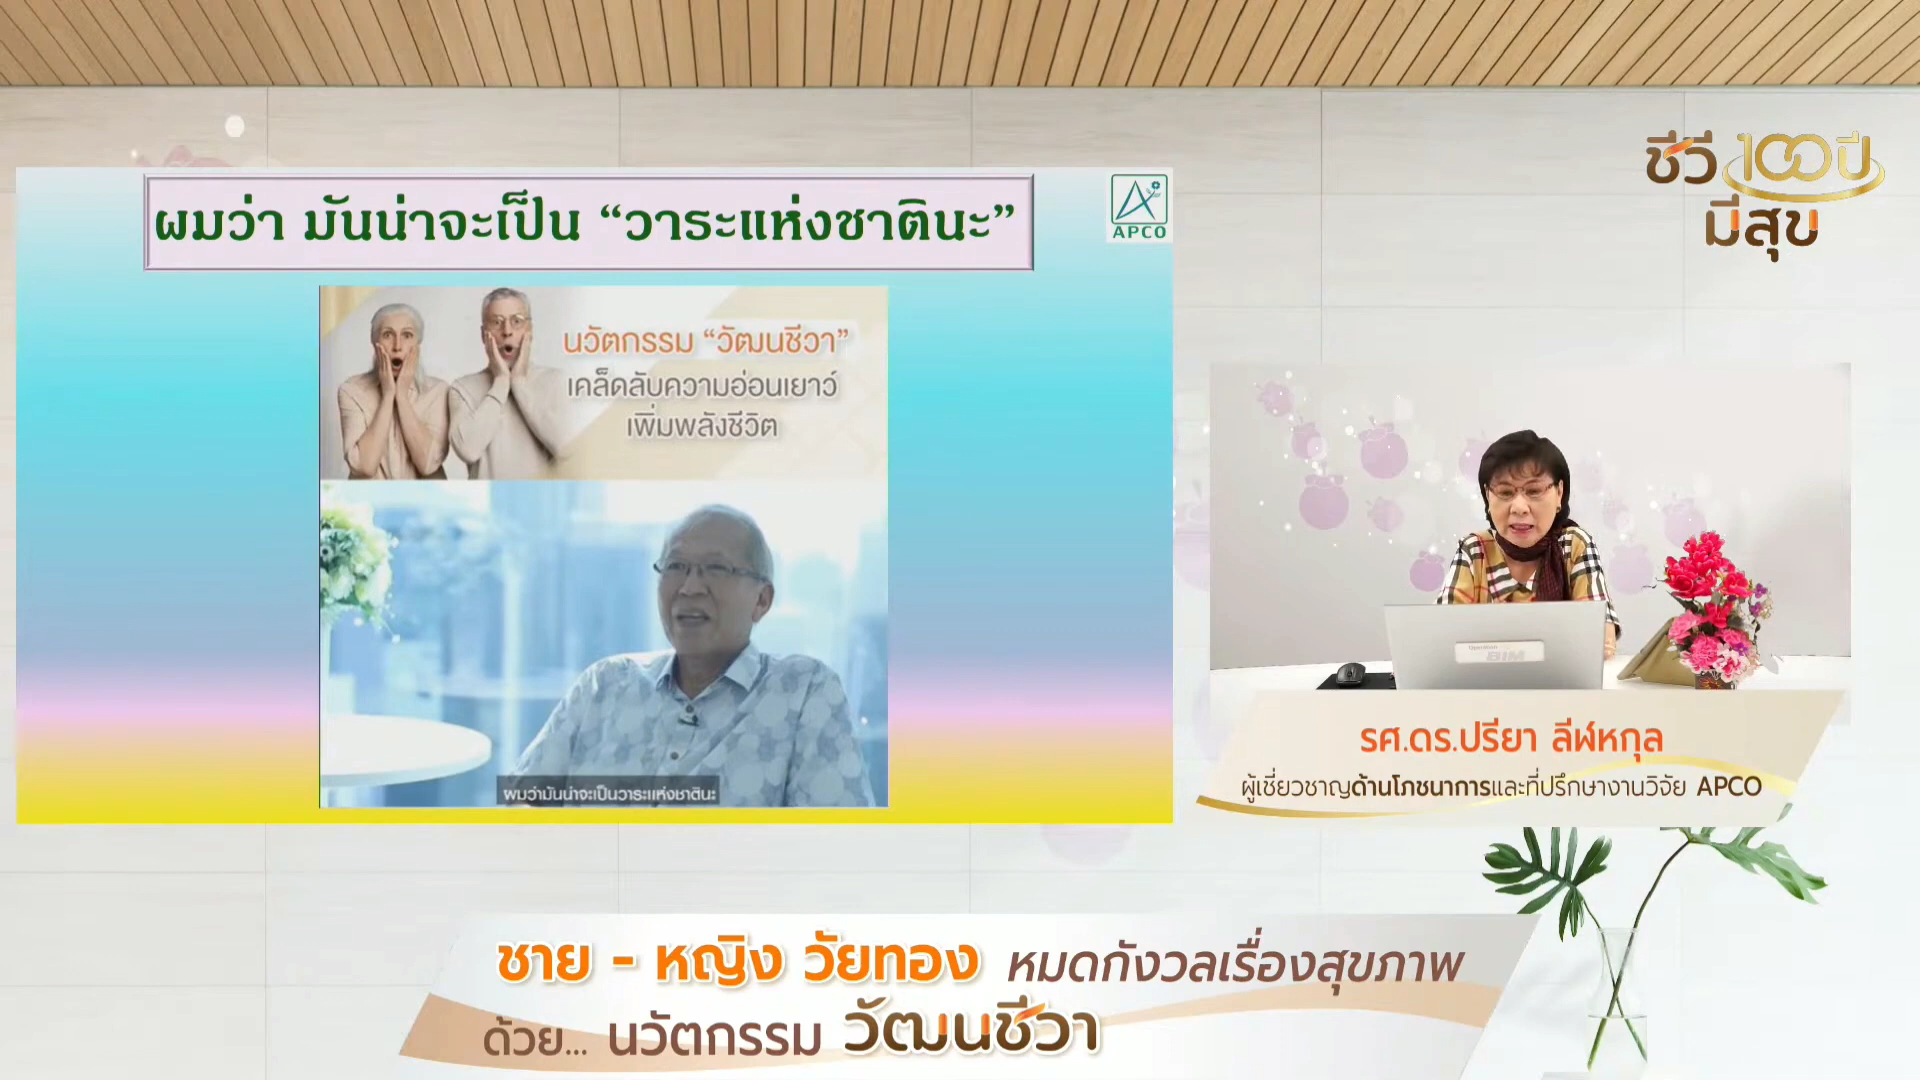 ผมว่า มันน่าจะเป็น “วาระแห่งชาตินะ”
APCO
นวัตกรรม “วัฒนชีวา”
เคล็ดลับความอ่อนเยาว์
เพิ่มพลังชีวิต
ผมว่ามันน่าจะเป็นวาระแห่งชาตินะ
ชีวี ๑๐๐ ปี
มีสุข
Operation
BIM
รศ.ดร.ปรียา ลีฬหกุล
ผู้เชี่ยวชาญด้านโภชนาการและที่ปรึกษางานวิจัย APCO
ชาย - หญิง วัยทอง หมดกังวลเรื่องสุขภาพ
ด้วย... นวัตกรรม วัฒนชีวา